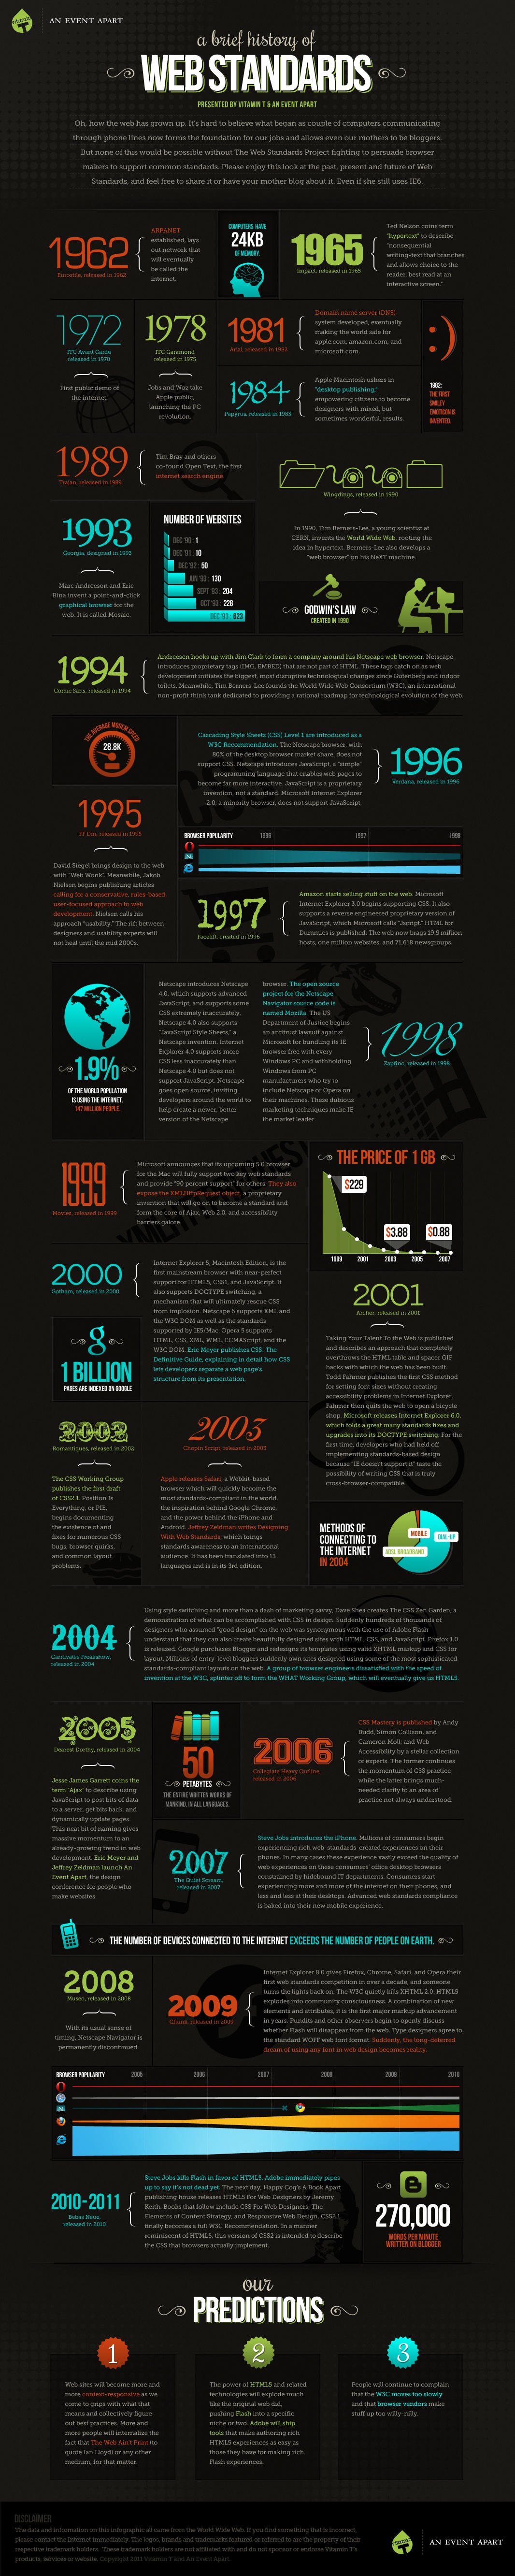 AN EVENT APART
a brief history of
WEB STANDARDS
PRESENTED BY VITAMIN T & AN EVENT APART
Oh, how the web has grown up. It's hard to believe what began as couple of computers communicating
through phone lines now forms the foundation for our jobs and allows even our mothers to be bloggers.
But none of this would be possible without The Web Standards Project fighting to persuade browser
makers to support common standards. Please enjoy this look at the past, present and future of Web
Standards, and feel free to share it or have your mother blog about it. Even if she still uses IE6.
1962
Eurostile, released in 1962
ARPANET
established, lays
out network that
will eventually
be called the
internet
COMPUTERS HAVE
24KB
OF MEMORY.
1965
Impact, released in 1965
Ted Nelson coins term
"hypertext" to describe
"nonsequential
writing-text that branches
and allows choice to the
reader, best read at an
interactive screen."
1972
ITC Avant Garde
released in 1970
First public demo of
the internet.
1978
ITC Garamond
released in 1975
Jobs and Woz take
Apple public,
launching the PC
revolution.
1981
Arial, released in 1982
Domain name server (DNS)
system developed, eventually
making the world safe for
apple.com, amazon.com, and
microsoft.com.
1984
Papyrus, released in 1983
Apple Macintosh ushers in
"desktop publishing,"
empowering citizens to become
designers with mixed, but
sometimes wonderful, results.
:)
1982:
THE FIRST
SMILEY
EMOTICON IS
INVENTED.
1989
Trajan, released in 1989
Tim Bray and others
co-found Open Text, the first
internet search engine
Wingdings, released in 1990
In 1990, Tim Berners-Lee, a young scientist at
CERN, invents the World Wide Web, rooting the
idea in hypertext. Berners-Lee also develops a
"web browser" on his NeXT machine.
1993
Georgia, designed in 1993
Marc Andreeson and Eric
Bina invent a point-and-click
graphical browser for the
web. It is called Mosaic.
NUMBER OF WEBSITES
DEC '90 : 1
DEC '91 : 10
DEC '92 : 50
JUN '93 : 130
SEPT '93 : 204
OCT '93 : 228
DEC '93 : 623
GODWIN'S LAW
CREATED IN 1990
1994
Comic Sans, released in 1994
Andreesen hooks up with Jim Clark to form a company around his Netscape web browser. Netscape
introduces proprietary tags (IMG, EMBED) that are not part of HTML. These tags catch on as web
development initiates the biggest, most disruptive technological changes since Gutenberg and indoor
toilets. Meanwhile, Tim Berners-Lee founds the World Wide Web Consortium (W3C), an international
non-profit think tank dedicated to providing a rational roadmap for technological evolution of the web.
THE AVERAGE MODEM SPEED
28.8K
1995
FF Din, released in 1995
David Siegel brings design to the web
with "Web Wonk". Meanwhile, Jakob
Nielsen begins publishing articles
calling for a conservative, rules-based,
user-focused approach to web
development. Nielsen calls his
approach "usability." The rift between
designers and usability experts will
not heal until the mid 2000s.
Cascading Style Sheets (CSS) Level 1 are introduced as a
W3C Recommendation. The Netscape browser, with
80% of the desktop browser market share, does not
support CSS. Netscape introduces JavaScript, a "simple"
programming language that enables web pages to
become far more interactive. JavaScript is a proprietary
invention, not a standard. Microsoft Internet Explorer
2.0, a minority browser, does not support JavaScript.
1996
Verdana, released in 1996
BROWSER POPULARITY
1996
1997
1998
1997
Facelift, created in 1996
Amazon starts selling stuff on the web. Microsoft
Internet Explorer 3.0 begins supporting CSS. It also
supports a reverse engineered proprietary version of
JavaScript, which Microsoft calls "Jscript." HTML for
Dummies is published. The web now brags 19.5 million
hosts, one million websites, and 71,618 newsgroups.
1.9%
OF THE WORLD POPULATION
IS USING THE INTERNET.
147 MILLION PEOPLE.
Netscape introduces Netscape
4.0, which supports advanced
JavaScript, and supports some
CSS extremely inaccurately.
Netscape 4.0 also supports
"JavaScript Style Sheets," a
Netscape invention. Internet
Explorer 4.0 supports more
CSS less inaccurately than
Netscape 4.0 but does not
support JavaScript. Netscape
goes open source, inviting
developers around the world to
help create a newer, better
version of the Netscape
browser. The open source
project for the Netscape
Navigator source code is
named Mozilla. The US
Department of Justice begins
an antitrust lawsuit against
Microsoft for bundling its IE
browser free with every
Windows PC and withholding
Windows from PC
manufacturers who try to
include Netscape or Opera on
their machines. These dubious
marketing techniques make IE
the market leader.
1998
Zapfino, released in 1998
1999
Movies, released in 1999
Microsoft announces that its upcoming 5.0 browser
for the Mac will fully support two key web standards
and provide "90 percent support" to others. They also
expose the XMLHttpRequest object, a proprietary
invention that will go on to become a standard and
form the core of Ajax, Web 2.0, and accessibility
barriers galore.
THE PRICE OF 1 GB
$229
$3.88
$0.88
1990
1999
2001
2003
2005
2007
2000
Gotham, released in 2000
Internet Explorer 5, Macintosh Edition, is the
first mainstream browser with near-perfect
support for HTML5, CSS1, and JavaScript. It
also supports DOCTYPE switching, a
mechanism that will ultimately rescue CSS
from implosion. Netscape 6 supports XML and
the W3C DOM as well as the standards
supported by IE5/Mac. Opera 5 supports
HTML, CSS, XML, WML, ECMAScript, and the
W3C DOM. Eric Meyer publishes CSS: The
Definitive Guide, explaining in detail how CSS
lets developers separate a web page's
structure from its presentation.
g
1 BILLION
PAGES ARE INDEXED ON GOOGLE
2001
Archer, released in 2001
Taking Your Talent To the Web is published
and describes an approach that completely
overthrows the HTML table and spacer GIF
hacks with which the web has been built.
Todd Fahrner publishes the first CSS method
for setting font sizes without creating
accessibility problems in Internet Explorer.
Fahrner then quits the web to open a bicycle
shop. Microsoft releases Internet Explorer 6.0,
which folds a great many standards fixes and
upgrades into its DOCTYPE switching. For the
first time, developers who had held off
implementing standards-based design
because "IE doesn't support it" taste the
possibility of writing CSS that is truly
cross-browser-compatible.
2002
Romantiques, released in 2002
The CSS Working Group
publishes the first draft
of CSS2.1. Position Is
Everything, or PIE,
begins documenting
the existence of and
fixes for numerous CSS
bugs, browser quirks,
and common layout
problems.
2003
Chopin Script, released in 2003
Apple releases Safari, a Webkit-based
browser which will quickly become the
most standards-compliant in the world,
the inspiration behind Google Chrome,
and the power behind the iPhone and
Android. Jeffrey Zeldman writes Designing
With Web Standards, which brings
standards awareness to an international
audience. It has been translated into 13
languages and is in its 3rd edition.
METHODS OF
CONNECTING TO
THE INTERNET
IN 2004
MOBILE
DIAL-UP
ADSL BROADBAND
2004
Carnivalee Freakshow,
released in 2004
Using style switching and more than a dash of marketing savvy, Dave Shea creates The CSS Zen Garden, a
demonstration of what can be accomplished with CSS in design. Suddenly hundreds of thousands of
designers who assumed "good design" on the web was synonymous with the use of Adobe Flash
understand that they can also create beautifully designed sites with HTML, CSS, and JavaScript. Firefox 1.0
is released. Google purchases Blogger and redesigns its templates using valid XHTML markup and CSS for
layout. Millions of entry-level bloggers suddenly own sites designed using some of the most sophisticated
standards-compliant layouts on the web. A group of browser engineers dissatisfied with the speed of
invention at the W3C, splinter off to form the WHAT Working Group, which will eventually give us HTML5.
2005
Dearest Dorthy, released in 2004
Jesse James Garrett coins the
term "Ajax" to describe using
JavaScript to post bits of data
to a server, get bits back, and
dynamically update pages.
This neat bit of naming gives
massive momentum to an
already-growing trend in web
development. Eric Meyer and
Jeffrey Zeldman launch An
Event Apart, the design
conference for people who
make websites.
50
PETABYTES
THE ENTIRE WRITTEN WORKS OF
MANKIND, IN ALL LANGUAGES.
2006
Collegiate Heavy Outline,
released in 2006
CSS Mastery is published by Andy
Budd, Simon Collison, and
Cameron Moll; and Web
Accessibility by a stellar collection
of experts. The former continues
the momentum of CSS practice
while the latter brings much-
needed clarity to an area of
practice not always understood.
2007
The Quiet Scream,
released in 2007
Steve Jobs introduces the iPhone. Millions of consumers begin
experiencing rich web-standards-created experiences on their
phones. In many cases these experience vastly exceed the quality of
web experiences on the consumers' office desktop browsers
constrained by hidebound IT departments. Consumers start
experiencing more and more of the internet on their phones, and
less and less at their desktops. Advanced web standards compliance
is baked in their new mobile experience.
THE NUMBER OF DEVICES CONNECTED TO THE INTERNET EXCEEDS THE NUMBER OF PEOPLE ON EARTH.
2008
Museo, released in 2008
With its usual sense of
timing, Netscape Navigator is
permanently discontinued.
2009
Chunk, released in 2009
Internet Explorer 8.0 gives Firefox, Chrome, Safari, and Opera their
first web standards competition in over a decade, and someone
turns the lights back on. The W3C quietly kills XHTML 2.0. HTML5
explodes into community consciousness. A combination of new
elements and attributes, it is the first major markup advancement
in years. Pundits and other observers begin to openly discuss
whether Flash will disappear from the web. Type designers agree to
the standard WOFF web font format. Suddenly, the long-deferred
dream of using any font in web design becomes reality.
BROWSER POPULARITY
2005
2006
2007
2008
2009
2010
2010-2011
Bebas Neue,
released in 2010
Steve Jobs kills Flash in favor of HTML5. Adobe immediately pipes
up to say it's not dead yet. The next day, Happy Cog's A Book Apart
publishing house releases HTML5 For Web Designers by Jeremy
Keith. Books that follow include CSS For Web Designers, The
Elements of Content Strategy, and Responsive Web Design. CSS2.1
finally becomes a full W3C Recommendation. In a manner
reminiscent of HTML5, this version of CSS2 is intended to describe
the CSS that browsers actually implement.
270,000
WORDS PER MINUTE
WRITTEN ON BLOGGER
our
PREDICTIONS
1
Web sites will become more and
more context-responsive as we
come to grips with what that
means and collectively figure
out best practices. More and
more people will internalize the
fact that The Web Ain't Print (to
quote Ian Lloyd) or any other
medium, for that matter.
2
The power of HTML5 and related
technologies will explode much
like the original web did,
pushing Flash into a specific
niche or two. Adobe will ship
tools that make authoring rich
HTML5 experiences as easy as
those they have for making rich
Flash experiences.
3
People will continue to complain
that the W3C moves too slowly
and that browser vendors make
stuff up too willy-nilly.
DISCLAIMER
The data and information on this infographic all came from the World Wide Web. If you find something that is incorrect,
please contact the Internet immediately. The logos, brands and trademarks featured or referred to are the property of their
respective trademark holders. These trademark holders are not affiliated with and do not sponsor or endorse Vitamin T's
products, services or website. Copyright 2011 Vitamin T and An Event Apart.
AN EVENT APART